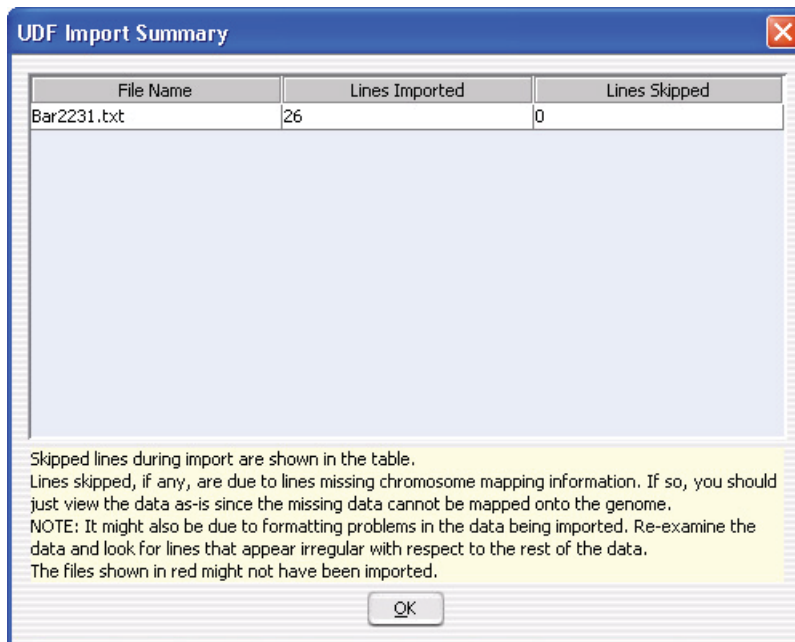 UDF Import Summary
File Name Lines Imported Lines Skipped
Bar2231.txt 26 0
Skipped lines during import are shown in the table.
Lines skipped, if any, are due to lines missing chromosome mapping information. If so, you should
just view the data as-is since the missing data cannot be mapped onto the genome.
NOTE: It might also be due to formatting problems in the data being imported. Re-examine the
data and look for lines that appear irregular with respect to the rest of the data.
The files shown in red might not have been imported.
OK